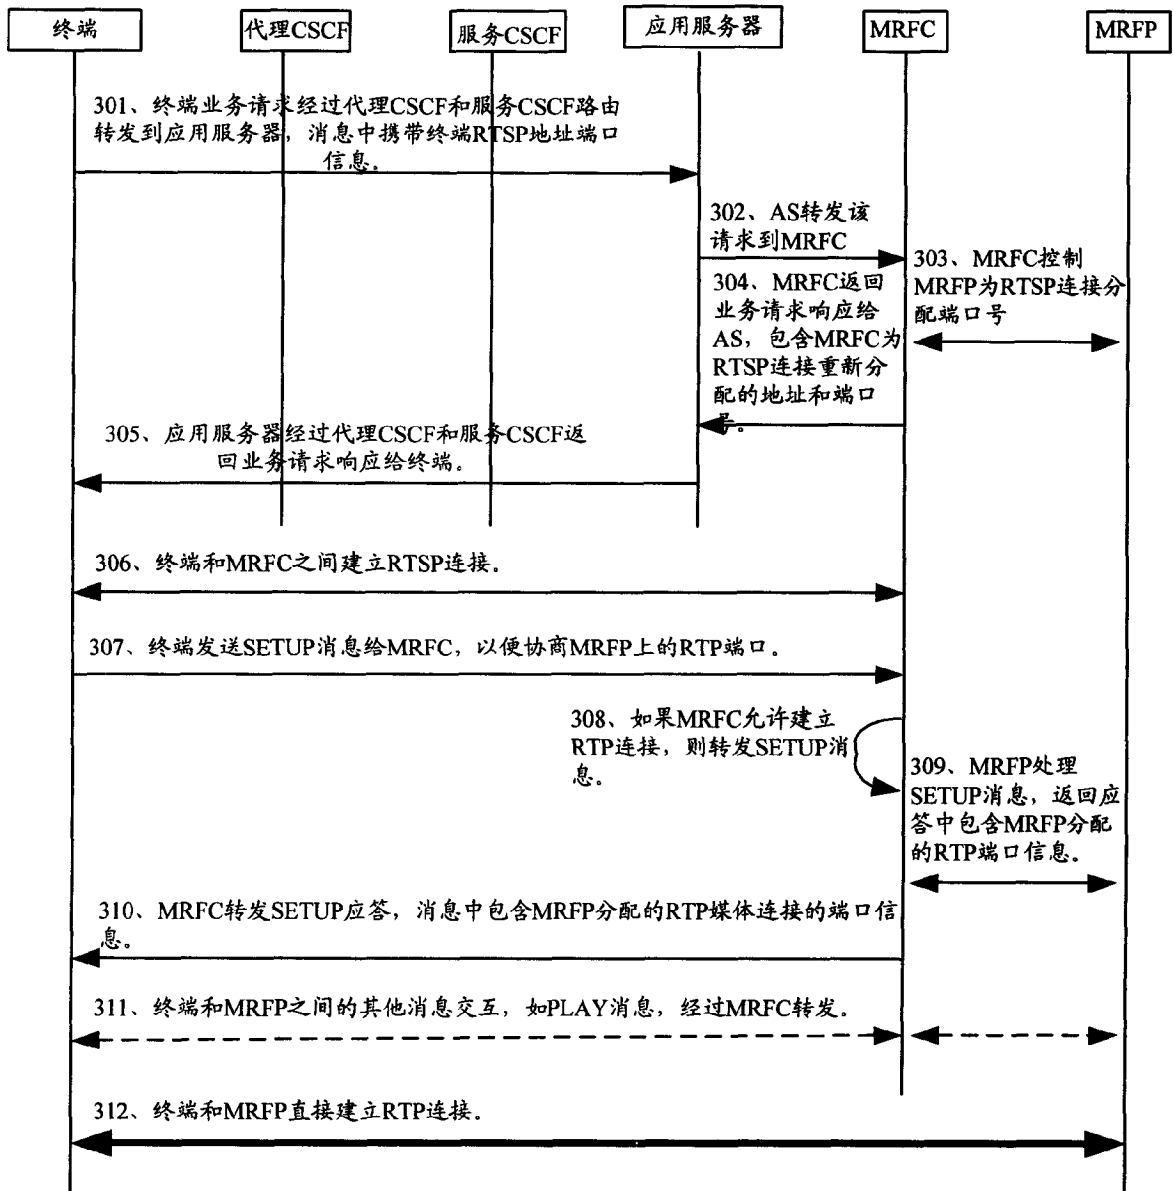 终端
代理CSCF
服务CSCF
应用服务器
MRFC
MRFP
301、终端业务请求经过代理CSCF和服务CSCF路由
转发到应用服务器，消息中携带终端RTSP地址端口
信息。
302、AS转发该
请求到MRFC
303、MRFC控制
MRFP为RTSP连接分
配端口号
304、MRFC返回
业务请求响应给
AS，包含MRFC为
RTSP连接重新分
配的地址和端口
号。
305、应用服务器经过代理CSCF和服务CSCF返
回业务请求响应给终端。
306、终端和MRFC之间建立RTSP连接。
307、终端发送SETUP消息给MRFC，以便协商MRFP上的RTP端口。
308、如果MRFC允许建立
RTP连接，则转发SETUP消
息。
309、MRFP处理
SETUP消息，返回应
答中包含MRFP分配
的RTP端口信息。
310、MRFC转发SETUP应答，消息中包含MRFP分配的RTP媒体连接的端口信
息。
311、终端和MRFP之间的其他消息交互，如PLAY消息，经过MRFC转发。
312、终端和MRFP直接建立RTP连接。